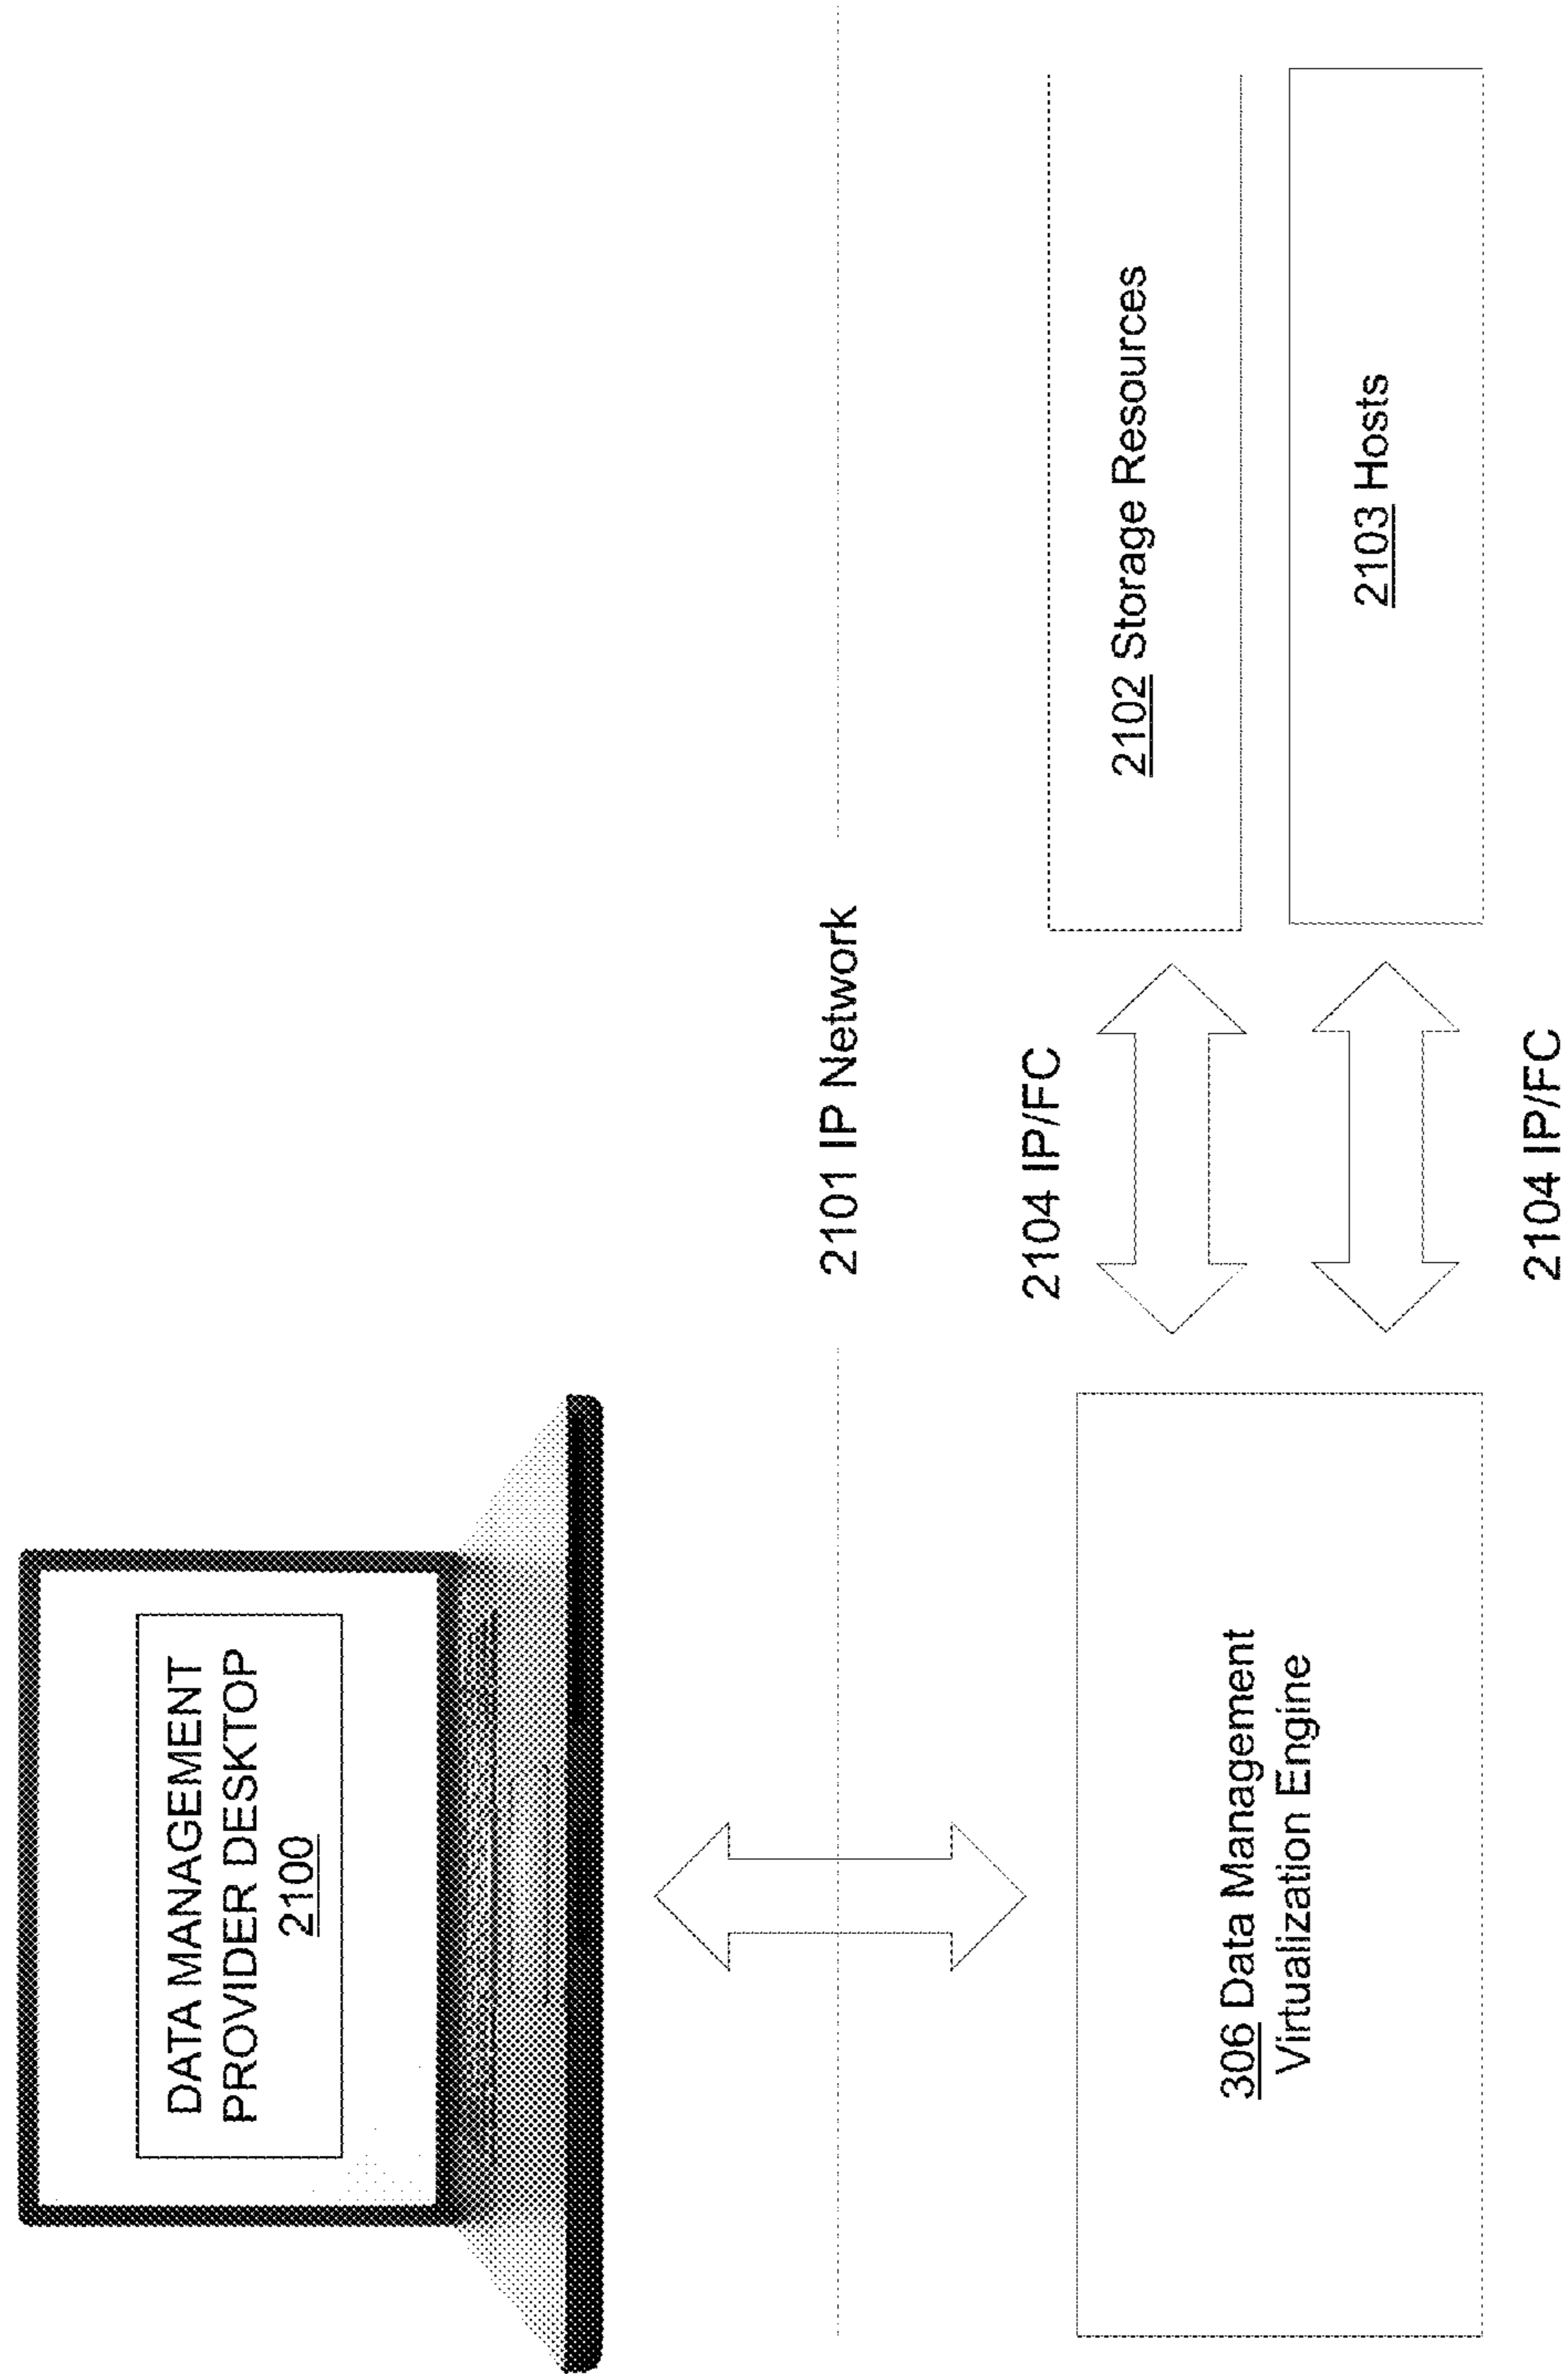 DATA MANAGEMENT
PROVIDER DESKTOP
2100
2101 IP Network
306 Data Management
Virtualization Engine
2104 IP/FC
2102 Storage Resources
2103 Hosts
2104 IP/FC